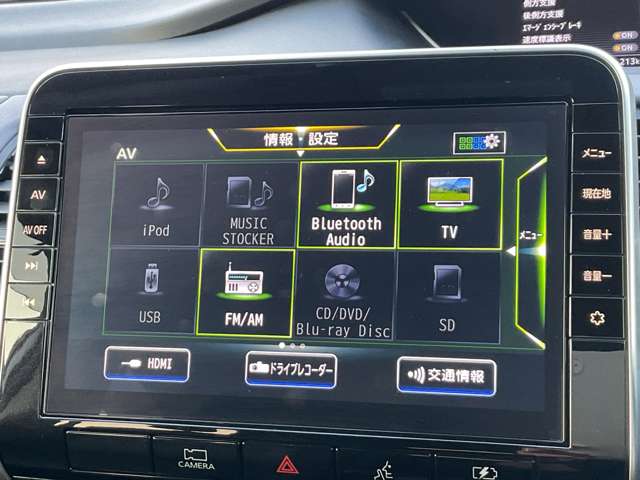 側方支援
後側方支援
ｴﾏｰｼﾞｪﾝｼｰﾌﾞﾚｰｷ
速度標識表示
ON
ON
213k
情報・設定
AV
iPod
MUSIC
STOCKER
Bluetooth
Audio
TV
メニュー
USB
FM/AM
CD/DVD/
Blu-ray Disc
SD
HDMI
ドライブレコーダー
交通情報
AV
AV OFF
メニュー
現在地
音量＋
音量－
CAMERA